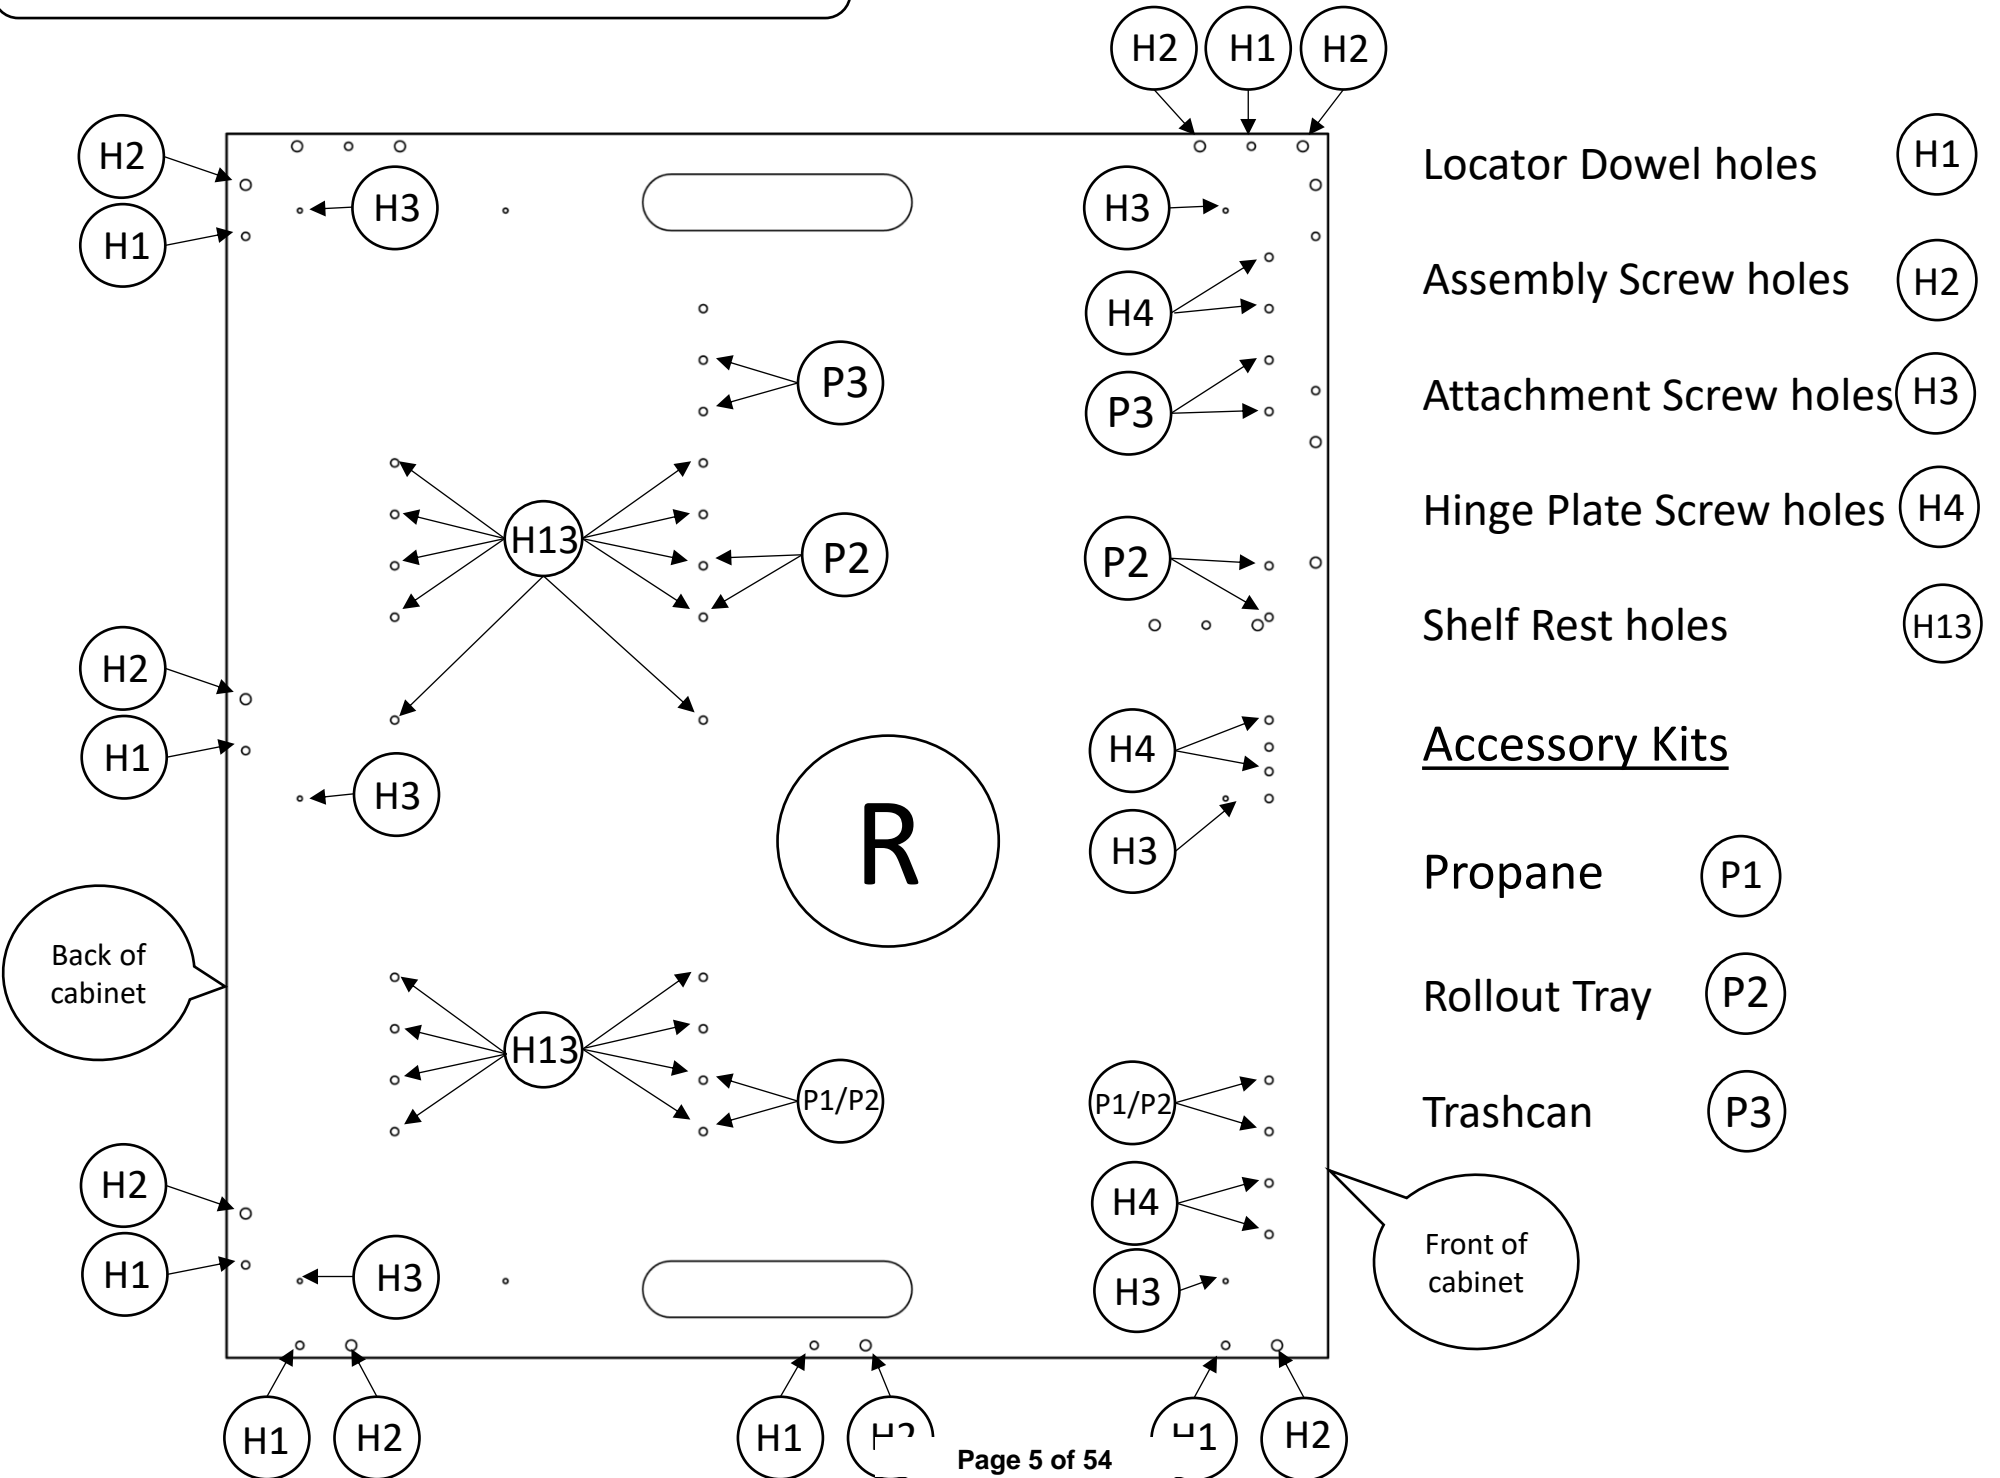 H2 H1 H2
H2
H1
H3
H3
Locator Dowel holes H1
H4
Assembly Screw holes H2
P3
P3
Attachment Screw holes H3
H13
P2
P2
Hinge Plate Screw holes H4
Shelf Rest holes H13
H2
H1
H3
H4
H3
R
Accessory Kits
Propane P1
Back of
cabinet
Rollout Tray P2
H13
P1/P2
P1/P2
Trashcan P3
H2
H1
H3
H4
H3
Front of
cabinet
H1 H2 H1 H2 H1 H2
Page 5 of 54